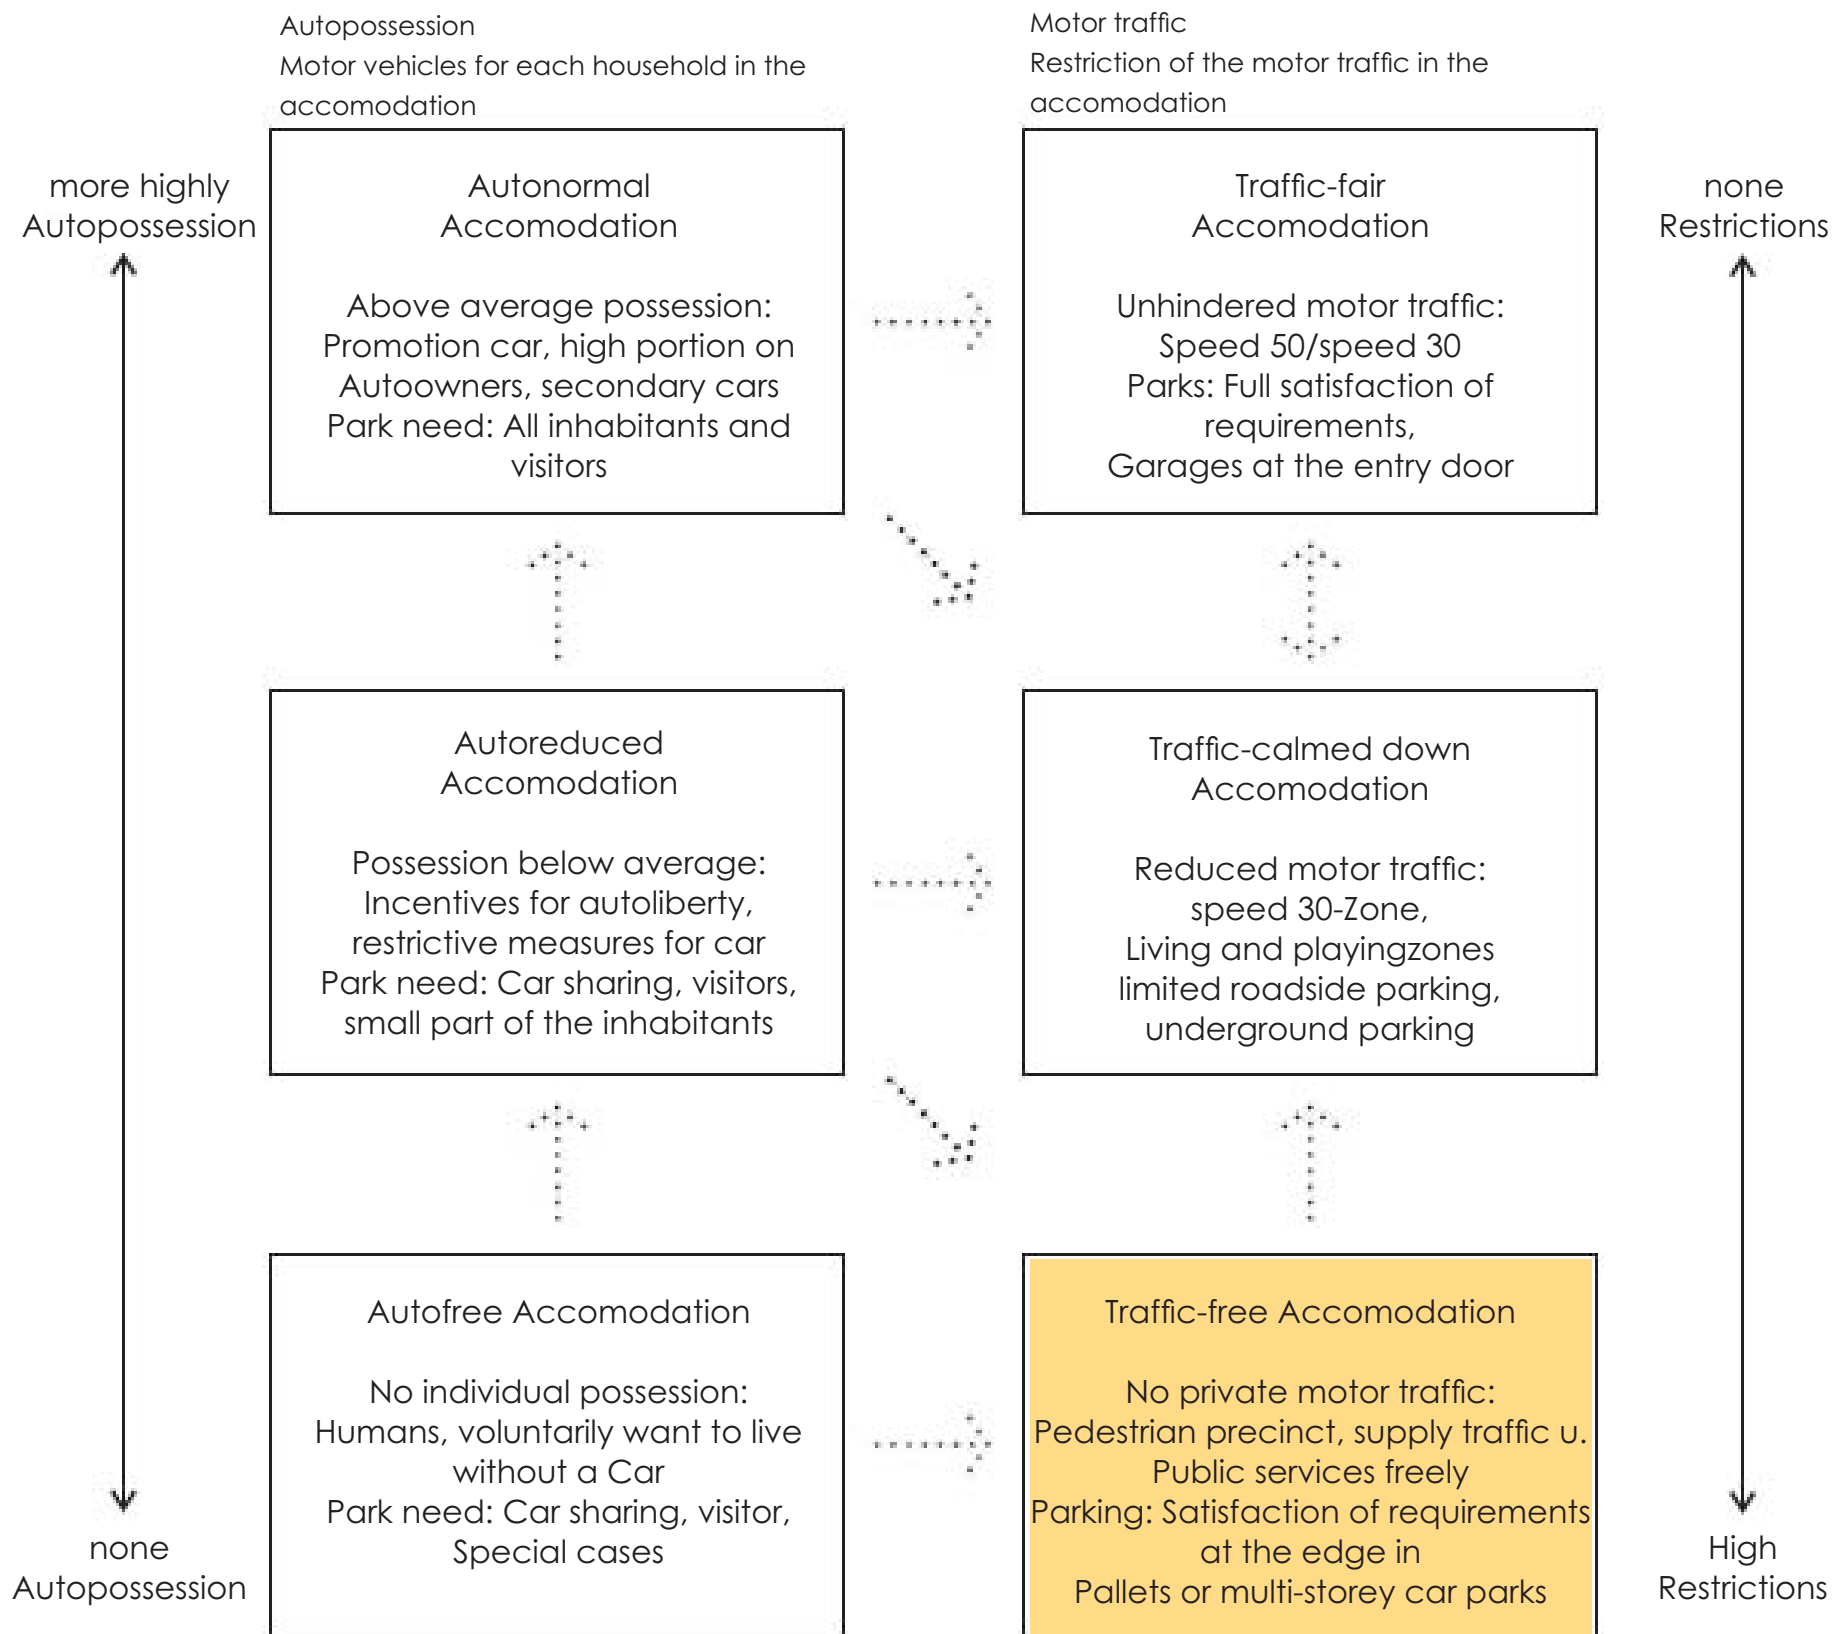 Autopossession
Motor vehicles for each household in the
accomodation
Motor traffic
Restriction of the motor traffic in the
accomodation
more highly
Autopossession
Autonormal
Accomodation
Above average possession:
Promotion car, high portion on
Autoowners, secondary cars
Park need: All inhabitants and
visitors
Traffic-fair
Accomodation
Unhindered motor traffic:
Speed 50/speed 30
Parks: Full satisfaction of
requirements,
Garages at the entry door
none
Restrictions
Autoreduced
Accomodation
Possession below average:
Incentives for autoliberty,
restrictive measures for car
Park need: Car sharing, visitors,
small part of the inhabitants
Traffic-calmed down
Accomodation
Reduced motor traffic:
speed 30-Zone,
Living and playingzones
limited roadside parking,
underground parking
Autofree Accomodation
No individual possession:
Humans, voluntarily want to live
without a Car
Park need: Car sharing, visitor,
Special cases
Traffic-free Accomodation
No private motor traffic:
Pedestrian precinct, supply traffic u.
Public services freely
Parking: Satisfaction of requirements
at the edge in
Pallets or multi-storey car parks
none
Autopossession
High
Restrictions